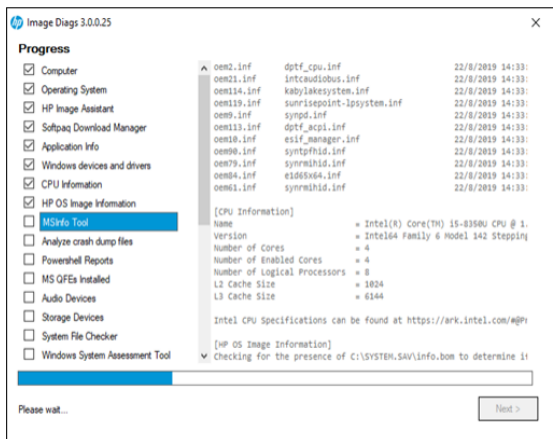 hp Image Diags 3.0.0.25
Progress
Computer
Operating System
HP Image Assistant
Softpaq Download Manager
Application Info
Windows devices and drivers
CPU Information
HP OS Image Information
MSInfo Tool
Analyze crash dump files
Powershell Reports
MS QFEs Installed
Audio Devices
Storage Devices
System File Checker
Windows System Assessment Tool
oem2.inf dptf_cpu.inf 22/8/2019 14:33:
oem21.inf intcaudiobus.inf 22/8/2019 14:33:
oem114.inf kabylakesystem.inf 22/8/2019 14:33:
oem119.inf sunrisepoint-lpsystem.inf 22/8/2019 14:33:
oem9.inf synpd.inf 22/8/2019 14:33:
oem113.inf dptf_acpi.inf 22/8/2019 14:33:
oem10.inf esif_manager.inf 22/8/2019 14:33:
oem90.inf syntpfhid.inf 22/8/2019 14:33:
oem79.inf synrmihid.inf 22/8/2019 14:33:
oem84.inf e1d65x64.inf 22/8/2019 14:33:
oem61.inf synrmihid.inf 22/8/2019 14:33:
[CPU Information]
Name = Intel(R) Core(TM) i5-8350U CPU @ 1.
Version = Intel64 Family 6 Model 142 Stepping
Number of Cores = 4
Number of Enabled Cores = 4
Number of Logical Processors = 8
L2 Cache Size = 1024
L3 Cache Size = 6144
Intel CPU Specifications can be found at https://ark.intel.com/#@Pr
[HP OS Image Information]
Checking for the presence of C:\SYSTEM.SAV\info.bom to determine if
Please wait...
Next >